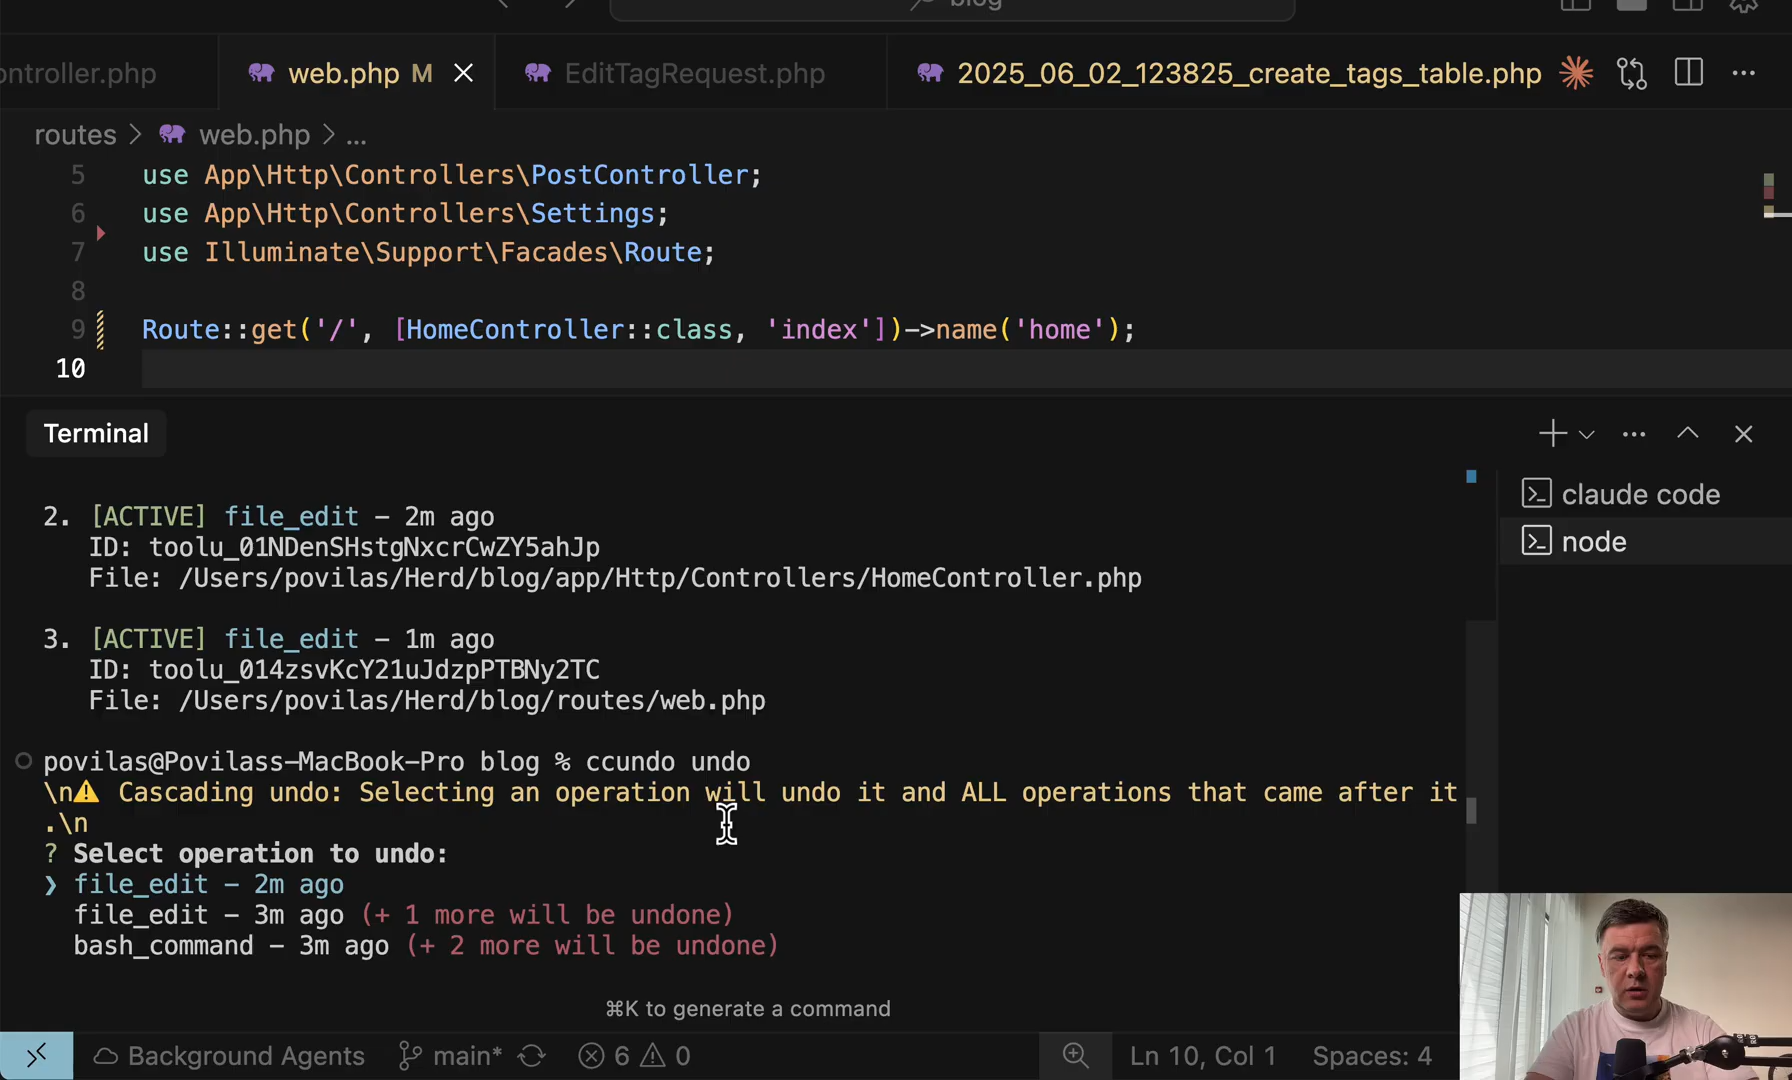 ontroller.php
web.php M
EditTagRequest.php
2025_06_02_123825_create_tags_table.php
routes > web.php > ...
5 use App\Http\Controllers\PostController;
6 use App\Http\Controllers\Settings;
7 use Illuminate\Support\Facades\Route;
8
9 Route::get('/', [HomeController::class, 'index'])->name('home');
10
Terminal
claude code
node
2. [ACTIVE] file_edit - 2m ago
ID: toolu_01NDenSHstgNxcrCwZY5ahJp
File: /Users/povilas/Herd/blog/app/Http/Controllers/HomeController.php
3. [ACTIVE] file_edit - 1m ago
ID: toolu_014zsvKcY21uJdzpPTBNy2TC
File: /Users/povilas/Herd/blog/routes/web.php
povilas@Povilass-MacBook-Pro blog % ccundo undo
\n⚠ Cascading undo: Selecting an operation will undo it and ALL operations that came after it
.\n
? Select operation to undo:
❯ file_edit - 2m ago
file_edit - 3m ago (+ 1 more will be undone)
bash_command - 3m ago (+ 2 more will be undone)
⌘K to generate a command
Background Agents main* 6 0 Ln 10, Col 1 Spaces: 4